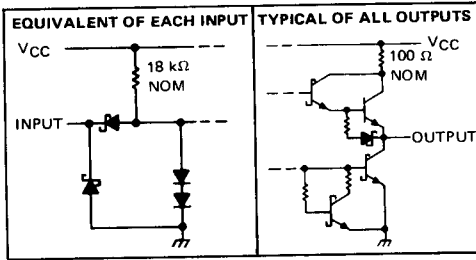 EQUIVALENT OF EACH INPUT
VCC
18 kΩ
NOM
INPUT
TYPICAL OF ALL OUTPUTS
VCC
100 Ω
NOM
OUTPUT